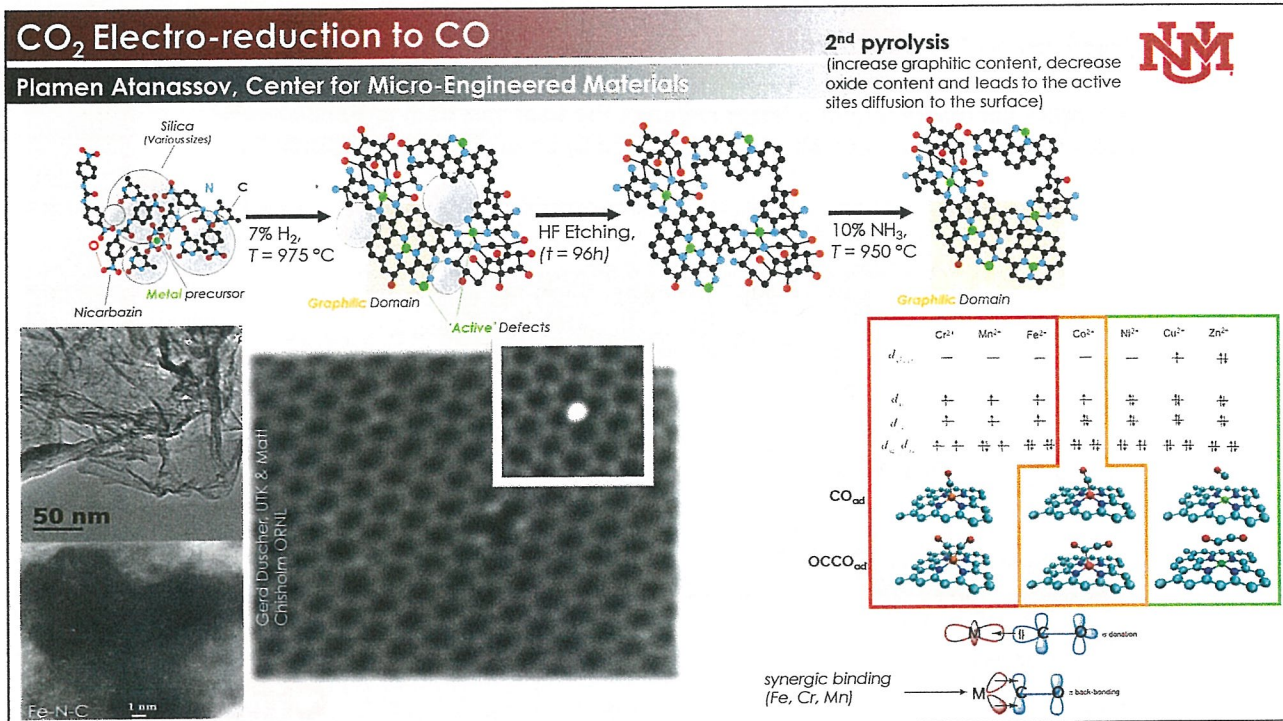 CO₂ Electro-reduction to CO
Plamen Atanassov, Center for Micro-Engineered Materials
2nd pyrolysis
(increase graphitic content, decrease
oxide content and leads to the active
sites diffusion to the surface)
UNM
Silica
(Various sizes)
N
C
O
Metal precursor
Nicarbazin
7% H₂,
T = 975 °C
Graphitic Domain
'Active' Defects
HF Etching,
(t = 96h)
10% NH₃,
T = 950 °C
Graphitic Domain
50 nm
Fe-N-C
1 nm
Gerd Duscher, UTK & Mat
Chisholm ORNL
Cr²⁺ Mn²⁺ Fe²⁺ Co²⁺ Ni²⁺ Cu²⁺ Zn²⁺
COad
OCCOad
M C O σ donation
synergic binding
(Fe, Cr, Mn)
M C O π back-bonding